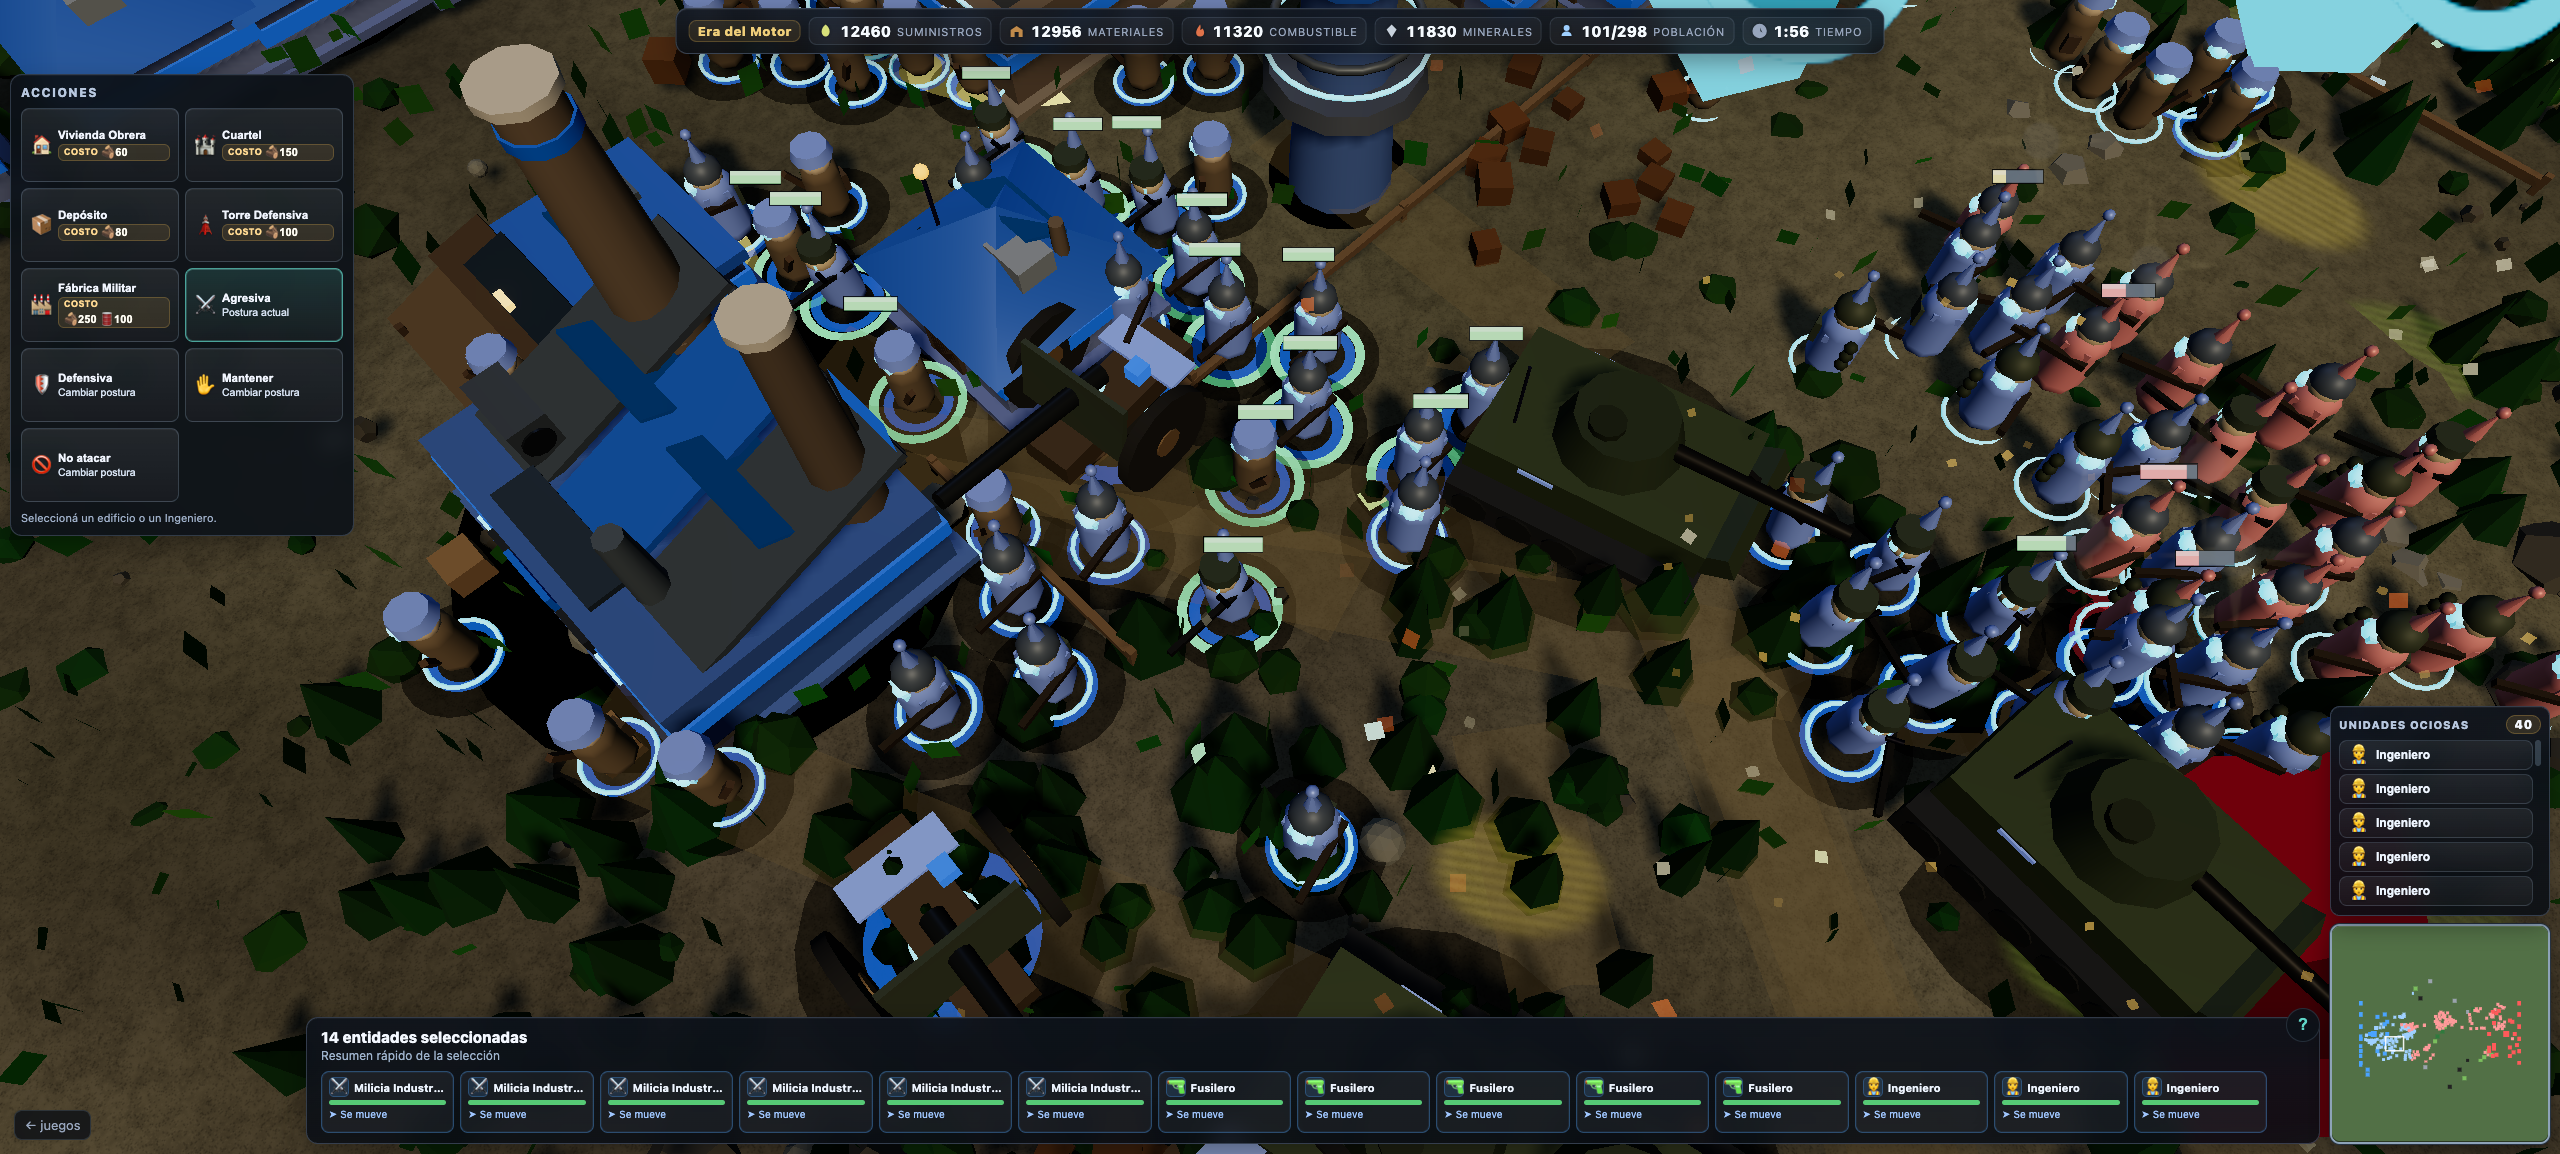 Era del Motor
12460 SUMINISTROS
12956 MATERIALES
11320 COMBUSTIBLE
11830 MINERALES
101/298 POBLACIÓN
1:56 TIEMPO
ACCIONES
Vivienda Obrera
COSTO 60
Cuartel
COSTO 150
Depósito
COSTO 80
Torre Defensiva
COSTO 100
Fábrica Militar
COSTO
250 100
Agresiva
Postura actual
Defensiva
Cambiar postura
Mantener
Cambiar postura
No atacar
Cambiar postura
Seleccioná un edificio o un Ingeniero.
UNIDADES OCIOSAS 40
Ingeniero
Ingeniero
Ingeniero
Ingeniero
Ingeniero
14 entidades seleccionadas
Resumen rápido de la selección
?
Milicia Industr...
➤ Se mueve
Milicia Industr...
➤ Se mueve
Milicia Industr...
➤ Se mueve
Milicia Industr...
➤ Se mueve
Milicia Industr...
➤ Se mueve
Milicia Industr...
➤ Se mueve
Fusilero
➤ Se mueve
Fusilero
➤ Se mueve
Fusilero
➤ Se mueve
Fusilero
➤ Se mueve
Fusilero
➤ Se mueve
Ingeniero
➤ Se mueve
Ingeniero
➤ Se mueve
Ingeniero
➤ Se mueve
← juegos